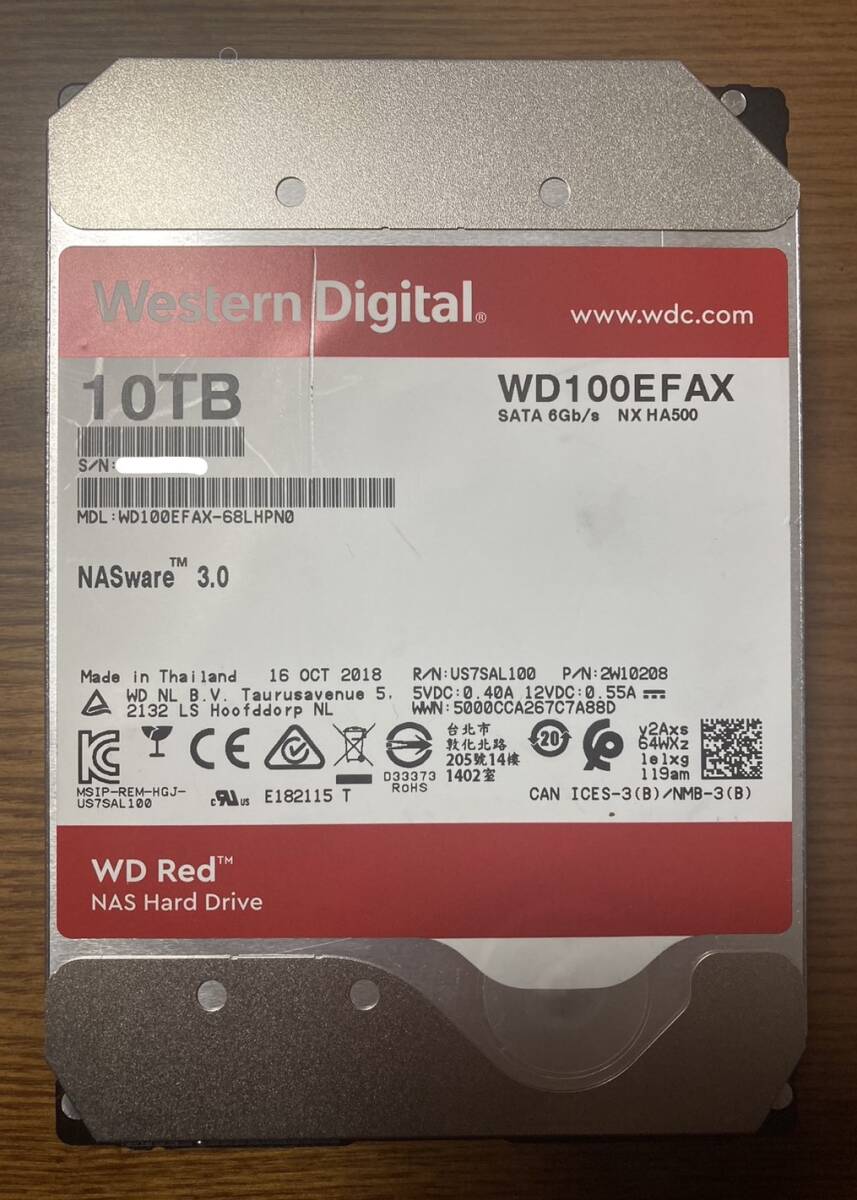 Western Digital®
www.wdc.com
10TB
WD100EFAX
SATA 6Gb/s NX HA500
S/N:
MDL:WD100EFAX-68LHPN0
NASware™ 3.0
Made in Thailand 16 OCT 2018 R/N:US7SAL100 P/N:2W10208
WD NL B.V. Taurusavenue 5, 5VDC:0.40A 12VDC:0.55A
2132 LS Hoofddorp NL WWN:5000CCA267C7A88D
台北市
敦化北路
205號14樓
1402室
20
y2Axs
64WXz
1elxg
119am
D33373
RoHS
MSIP-REM-HGJ-
US7SAL100
c RU us E182115 T
CAN ICES-3(B)/NMB-3(B)
WD Red™
NAS Hard Drive